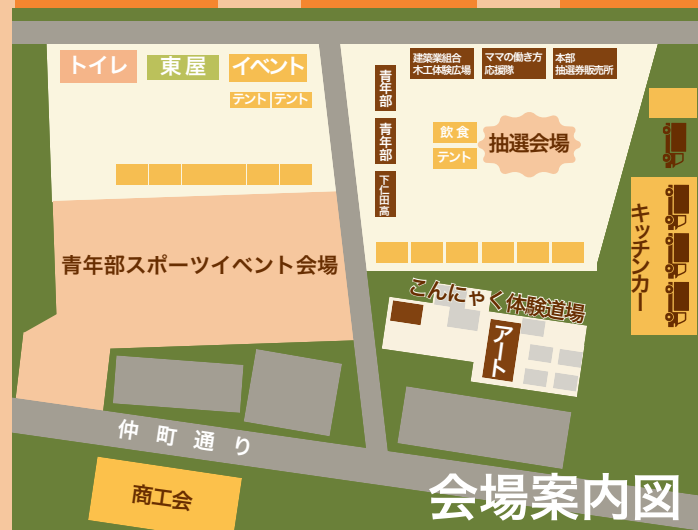 トイレ
東屋
イベント
テント
テント
青年部
青年部
下仁田高
建築業組合
木工体験広場
ママの働き方
応援隊
本部
抽選券販売所
飲食
テント
抽選会場
キッチンカー
青年部スポーツイベント会場
こんにゃく体験道場
アート
仲町通り
商工会
会場案内図